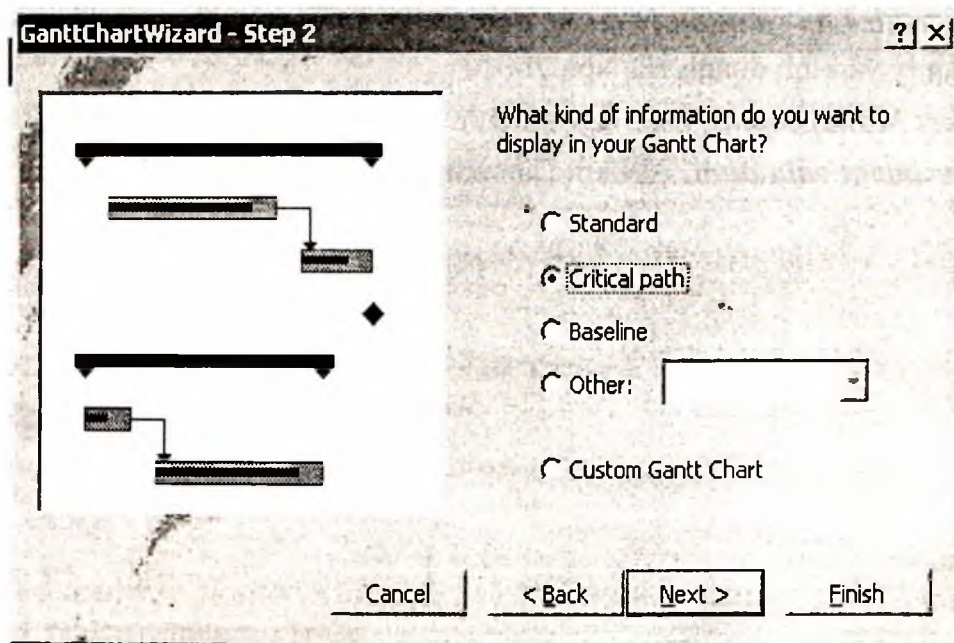 GanttChartWizard - Step 2
What kind of information do you want to
display in your Gantt Chart?
Standard
Critical path
Baseline
Other:
Custom Gantt Chart
Cancel
< Back
Next >
Finish